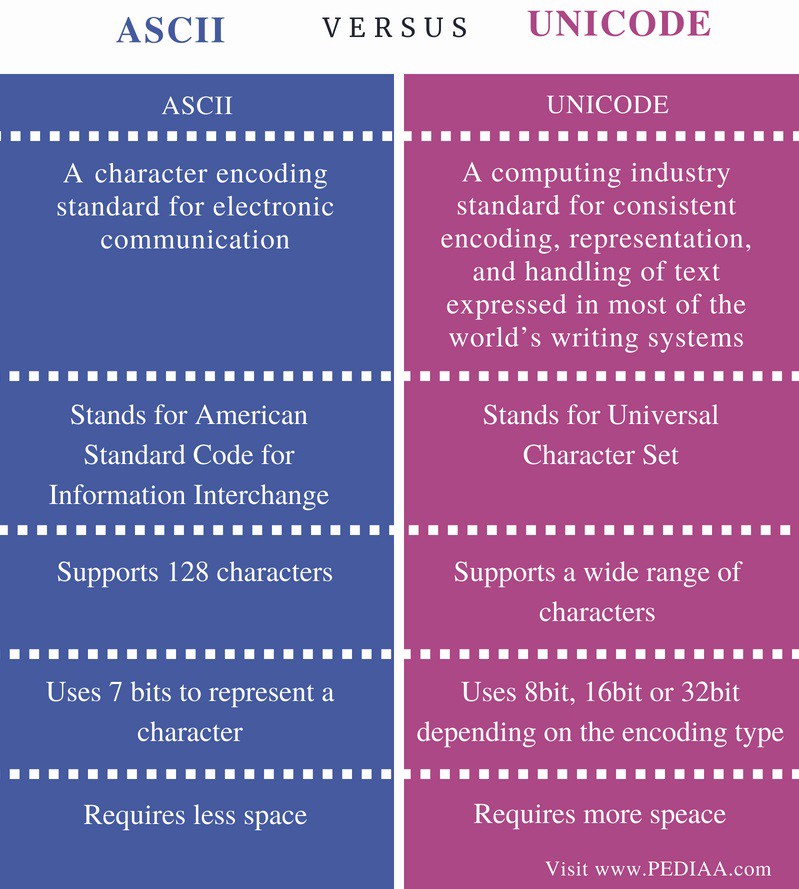 ASCII VERSUS UNICODE
ASCII
A character encoding
standard for electronic
communication
Stands for American
Standard Code for
Information Interchange
Supports 128 characters
Uses 7 bits to represent a
character
Requires less space
UNICODE
A computing industry
standard for consistent
encoding, representation,
and handling of text
expressed in most of the
world’s writing systems
Stands for Universal
Character Set
Supports a wide range of
characters
Uses 8bit, 16bit or 32bit
depending on the encoding type
Requires more speace
Visit www.PEDIAA.com